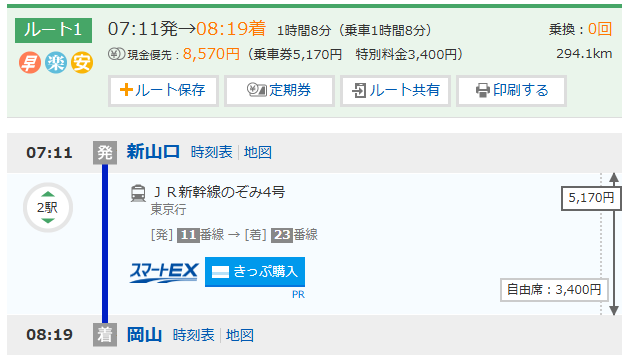 ルート1
07:11発→08:19着 1時間8分（乗車1時間8分） 乗換：0回
早 楽 安 現金優先：8,570円（乗車券5,170円 特別料金3,400円） 294.1km
ルート保存 定期券 ルート共有 印刷する
07:11 発 新山口 時刻表 地図
2駅
ＪＲ新幹線のぞみ4号
東京行
[発] 11番線 → [着] 23番線
5,170円
スマートEX きっぷ購入
PR
自由席：3,400円
08:19 着 岡山 時刻表 地図